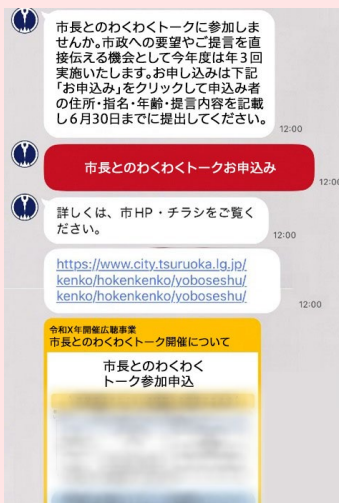 市長とのわくわくトークに参加しま
せんか。市政への要望やご提言を直
接伝える機会として今年度は年３回
実施いたします。お申し込みは下記
「お申込み」をクリックして申込み者
の住所・指名・年齢・提言内容を記載
し６月30日までに提出してください。
12:00
市長とのわくわくトークお申込み
12:00
詳しくは、市HP・チラシをご覧く
ださい。
12:00
https://www.city.tsuruoka.lg.jp/
kenko/hokenkenko/yoboseshu/
kenko/hokenkenko/yoboseshu/
12:00
令和X年開催広聴事業
市長とのわくわくトーク開催について
市長とのわくわく
トーク参加申込